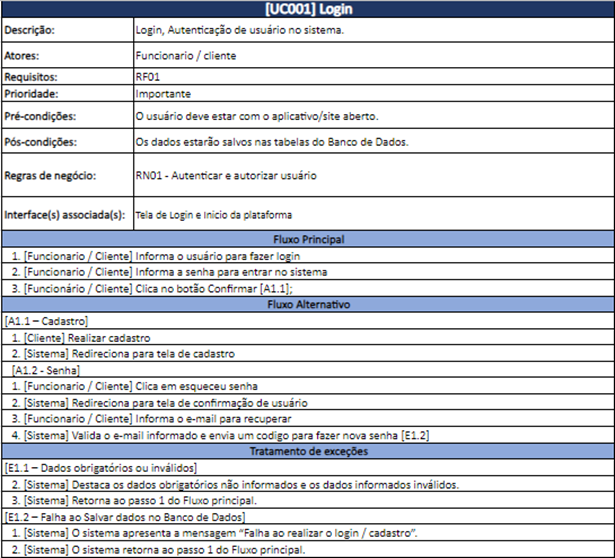 [UC001] Login
Descrição: Login, Autenticação de usuário no sistema.
Atores: Funcionario / cliente
Requisitos: RF01
Prioridade: Importante
Pré-condições: O usuário deve estar com o aplicativo/site aberto.
Pós-condições: Os dados estarão salvos nas tabelas do Banco de Dados.
Regras de negócio: RN01 - Autenticar e autorizar usuário
Interface(s) associada(s): Tela de Login e Inicio da plataforma
Fluxo Principal
1. [Funcionario / Cliente] Informa o usuário para fazer login
2. [Funcionario / Cliente] Informa a senha para entrar no sistema
3. [Funcionário / Cliente] Clica no botão Confirmar [A1.1];
Fluxo Alternativo
[A1.1 – Cadastro]
1. [Cliente] Realizar cadastro
2. [Sistema] Redireciona para tela de cadastro
[A1.2 - Senha]
1. [Funcionario / Cliente] Clica em esqueceu senha
2. [Sistema] Redireciona para tela de confirmação de usuário
3. [Funcionario / Cliente] Informa o e-mail para recuperar
4. [Sistema] Valida o e-mail informado e envia um codigo para fazer nova senha [E1.2]
Tratamento de exceções
[E1.1 – Dados obrigatórios ou inválidos]
2. [Sistema] Destaca os dados obrigatórios não informados e os dados informados inválidos.
3. [Sistema] Retorna ao passo 1 do Fluxo principal.
[E1.2 – Falha ao Salvar dados no Banco de Dados]
1. [Sistema] O sistema apresenta a mensagem “Falha ao realizar o login / cadastro”.
2. [Sistema] O sistema retorna ao passo 1 do Fluxo principal.